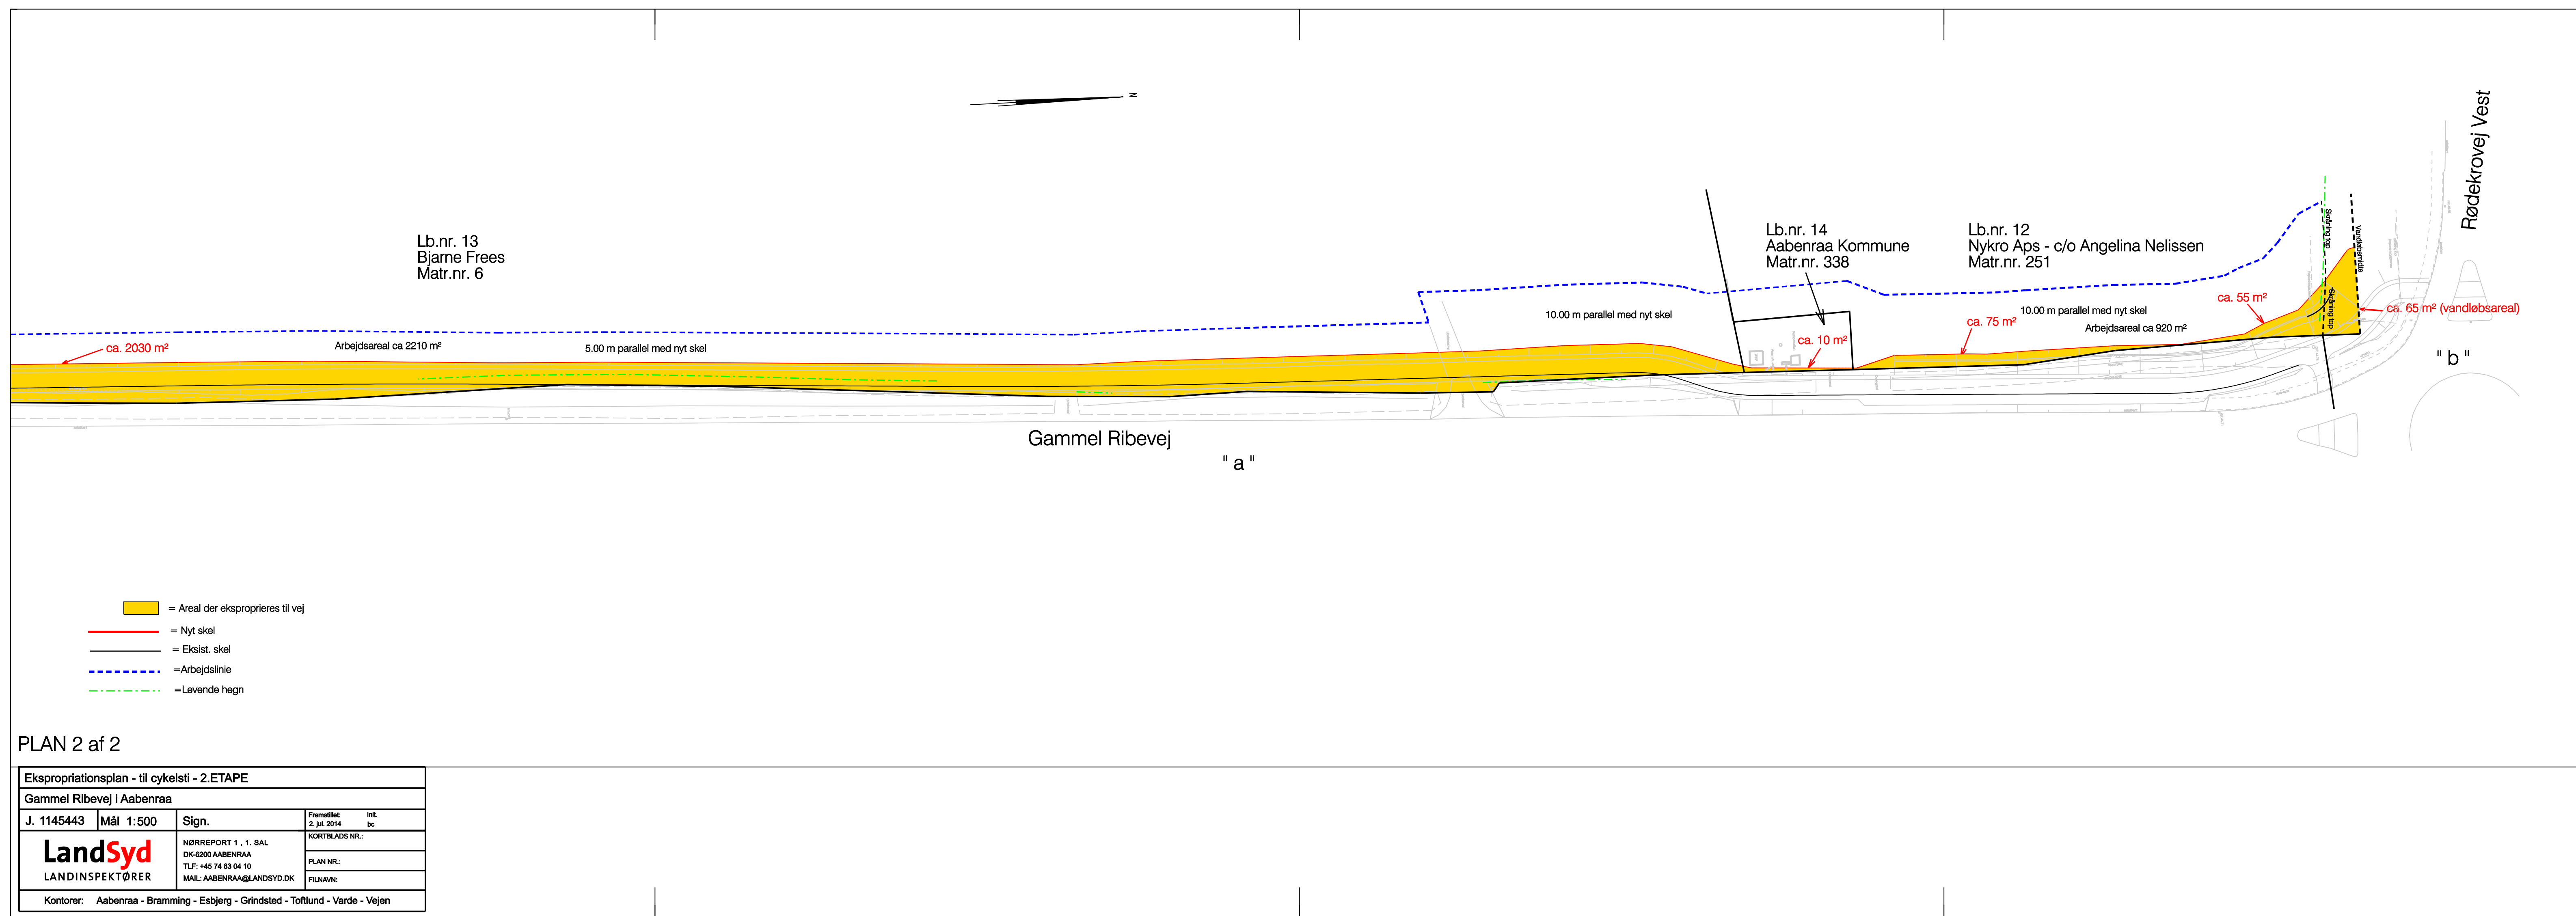 N
Rødekrovej Vest
Lb.nr. 13
Bjarne Frees
Matr.nr. 6
Lb.nr. 14
Aabenraa Kommune
Matr.nr. 338
Lb.nr. 12
Nykro Aps - c/o Angelina Nelissen
Matr.nr. 251
Skråning top
Vandløbsmidte
Skråning top
ca. 2030 m²
Arbejdsareal ca 2210 m²
5.00 m parallel med nyt skel
10.00 m parallel med nyt skel
ca. 10 m²
ca. 75 m²
10.00 m parallel med nyt skel
Arbejdsareal ca 920 m²
ca. 55 m²
ca. 65 m² (vandløbsareal)
" b "
Gammel Ribevej
" a "
= Areal der eksproprieres til vej
= Nyt skel
= Eksist. skel
=Arbejdslinie
=Levende hegn
PLAN 2 af 2
Ekspropriationsplan - til cykelsti - 2.ETAPE
Gammel Ribevej i Aabenraa
J. 1145443
Mål 1:500
Sign.
Fremstillet: Init.
2. jul. 2014 bc
LandSyd
LANDINSPEKTØRER
NØRREPORT 1 , 1. SAL
DK-6200 AABENRAA
TLF: +45 74 63 04 10
MAIL: AABENRAA@LANDSYD.DK
KORTBLADS NR.:
PLAN NR.:
FILNAVN:
Kontorer: Aabenraa - Bramming - Esbjerg - Grindsted - Toftlund - Varde - Vejen